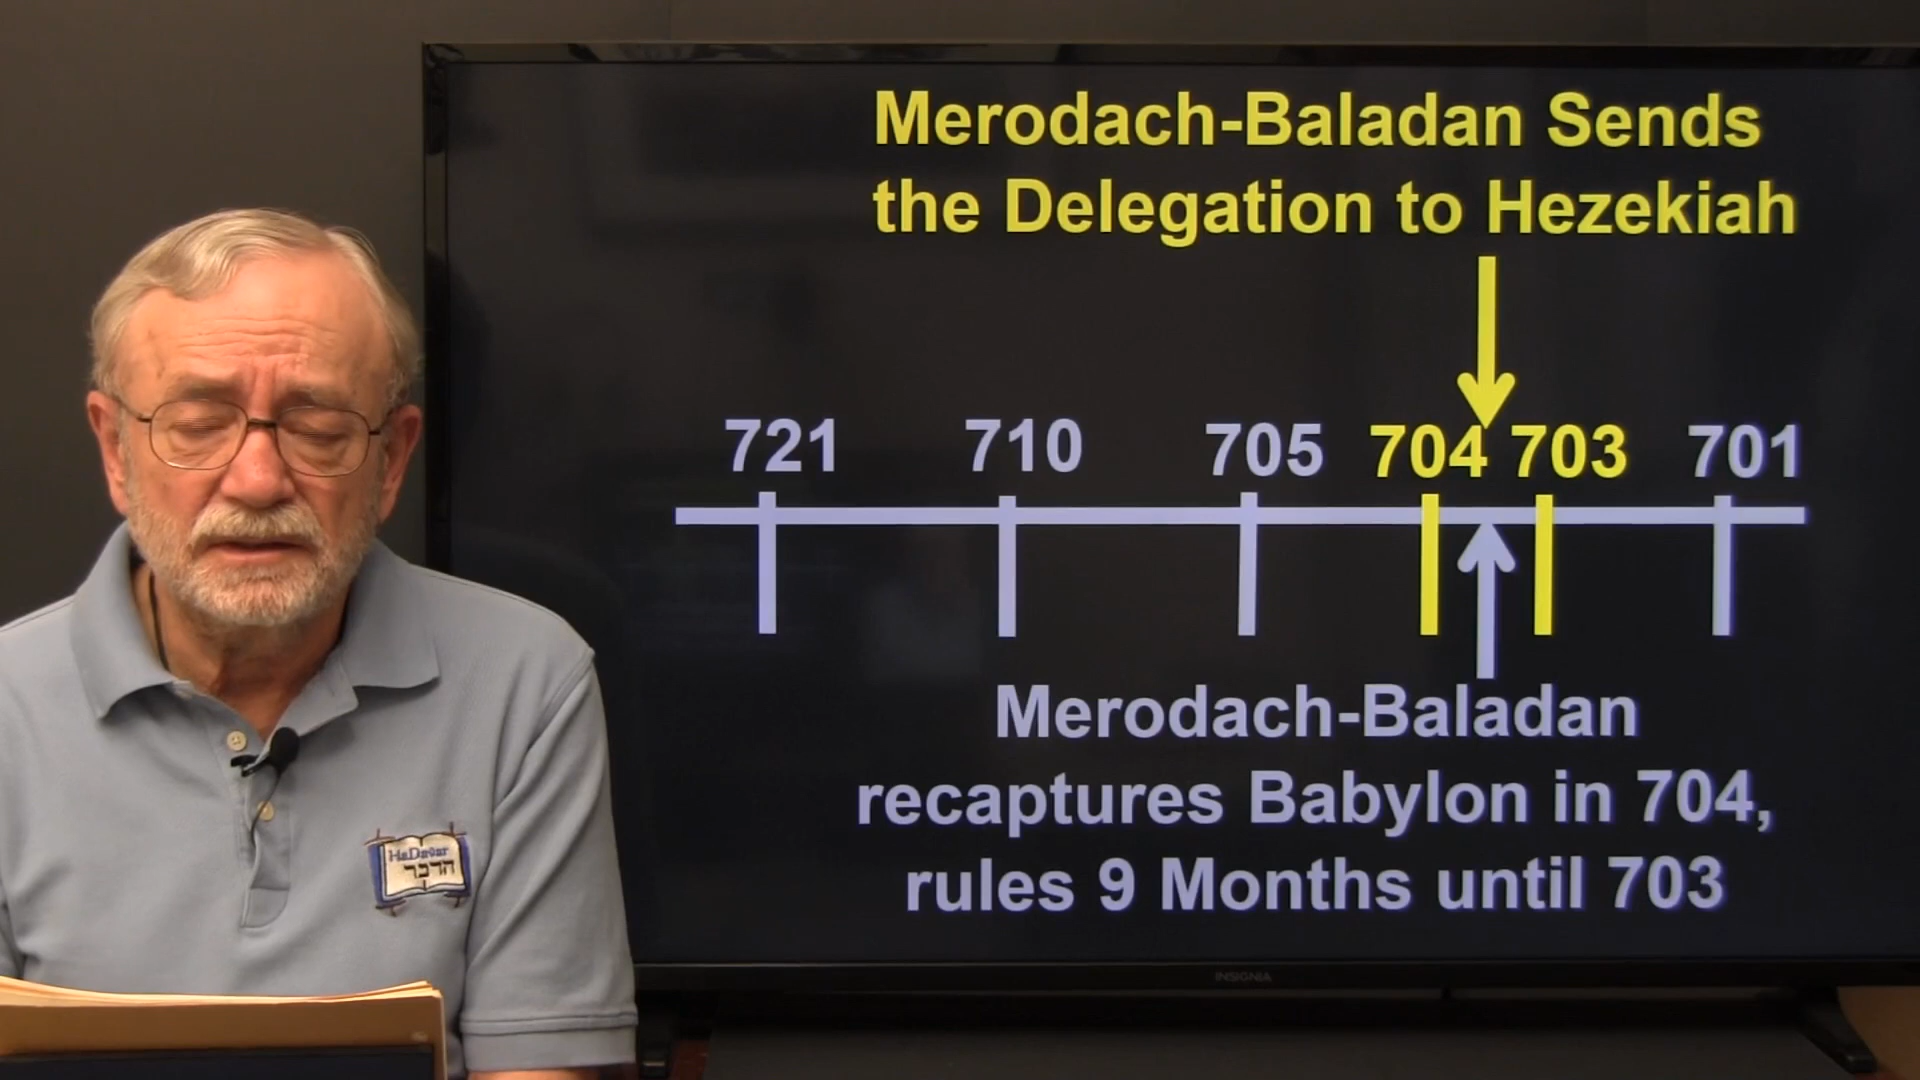 Merodach-Baladan Sends
the Delegation to Hezekiah
721 710 705 704 703 701
Merodach-Baladan
recaptures Babylon in 704,
rules 9 Months until 703
INSIGNIA
HaDavar
הדבר